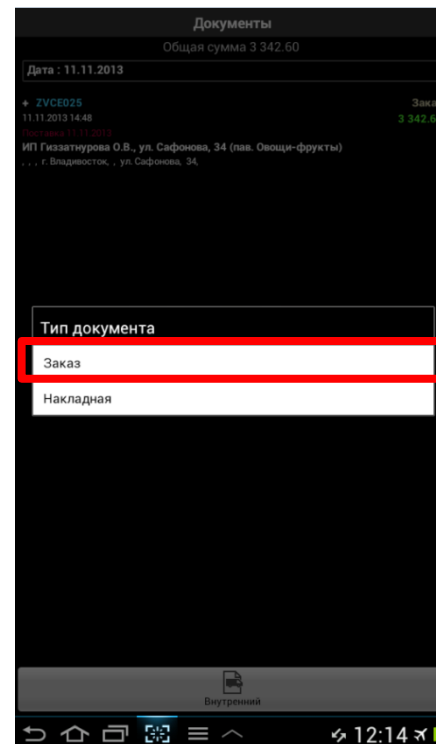 Документы
Общая сумма 3 342.60
Дата : 11.11.2013
+ ZVCE025 Зака
11.11.2013 14:48 3 342.6
Поставка 11.11.2013
ИП Гиззатнурова О.В., ул. Сафонова, 34 (пав. Овощи-фрукты)
, , , г. Владивосток, , ул. Сафонова, 34,
Тип документа
Заказ
Накладная
Внутренний
12:14